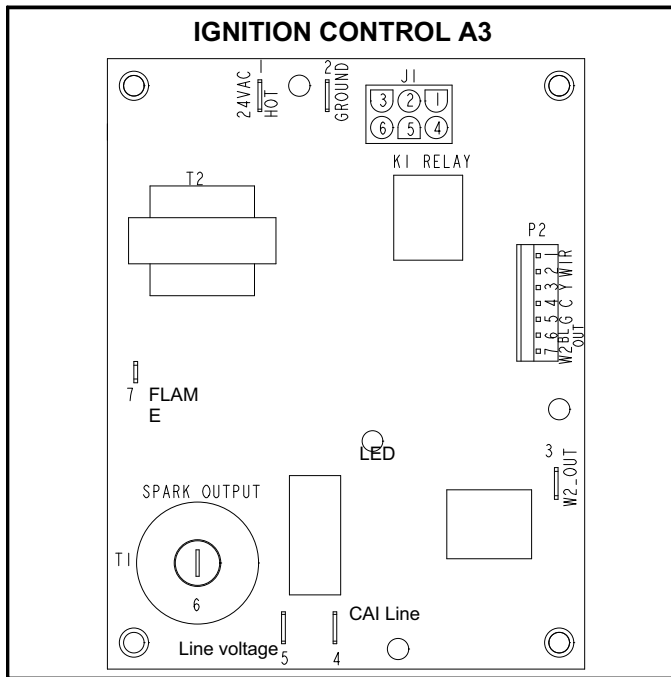 IGNITION CONTROL A3
1
24VAC
HOT
2
GROUND
J1
3 2 1
6 5 4
K1 RELAY
T2
P2
1 R
2 W1
3 Y
4 C
5 G
6 BL OUT
7 W2
7
FLAM
E
LED
3
W2_OUT
SPARK OUTPUT
T1
6
CAI Line
Line voltage
5
4